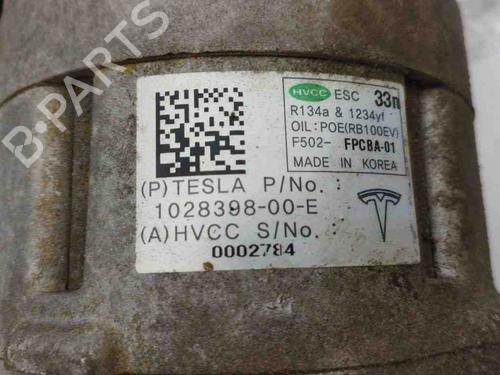 HVCC ESC 33n
R134a & 1234yf
OIL:POE(RB100EV)
F502- FPCBA-01
MADE IN KOREA
(P)TESLA P/No.:
1028398-00-E
(A)HVCC S/No. :
0002784
B-Parts